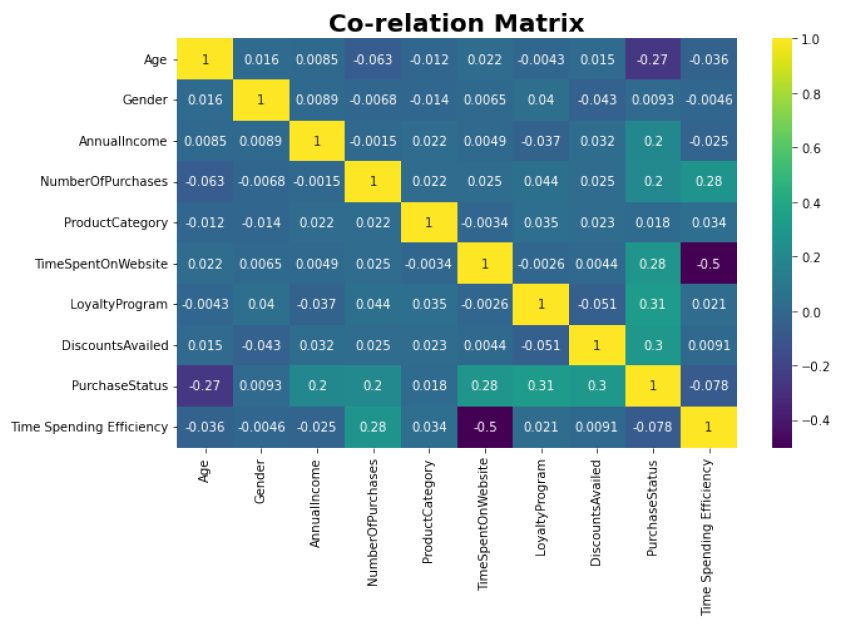 Co-relation Matrix
Age 1 0.016 0.0085 -0.063 -0.012 0.022 -0.0043 0.015 -0.27 -0.036
Gender 0.016 1 0.0089 -0.0068 -0.014 0.0065 0.04 -0.043 0.0093 -0.0046
AnnualIncome 0.0085 0.0089 1 -0.0015 0.022 0.0049 -0.037 0.032 0.2 -0.025
NumberOfPurchases -0.063 -0.0068 -0.0015 1 0.022 0.025 0.044 0.025 0.2 0.28
ProductCategory -0.012 -0.014 0.022 0.022 1 -0.0034 0.035 0.023 0.018 0.034
TimeSpentOnWebsite 0.022 0.0065 0.0049 0.025 -0.0034 1 -0.0026 0.0044 0.28 -0.5
LoyaltyProgram -0.0043 0.04 -0.037 0.044 0.035 -0.0026 1 -0.051 0.31 0.021
DiscountsAvailed 0.015 -0.043 0.032 0.025 0.023 0.0044 -0.051 1 0.3 0.0091
PurchaseStatus -0.27 0.0093 0.2 0.2 0.018 0.28 0.31 0.3 1 -0.078
Time Spending Efficiency -0.036 -0.0046 -0.025 0.28 0.034 -0.5 0.021 0.0091 -0.078 1
Age
Gender
AnnualIncome
NumberOfPurchases
ProductCategory
TimeSpentOnWebsite
LoyaltyProgram
DiscountsAvailed
PurchaseStatus
Time Spending Efficiency
1.0
0.8
0.6
0.4
0.2
0.0
−0.2
−0.4